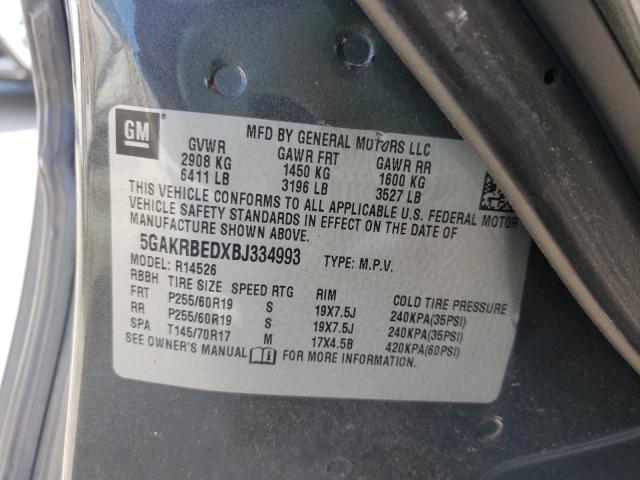 GM ®
MFD BY GENERAL MOTORS LLC
GVWR GAWR FRT GAWR RR
2908 KG 1450 KG 1600 KG
6411 LB 3196 LB 3527 LB
THIS VEHICLE CONFORMS TO ALL APPLICABLE U.S. FEDERAL MOTOR
VEHICLE SAFETY STANDARDS IN EFFECT ON THE DATE OF
MANUFACTURE SHOWN ABOVE.
5GAKRBEDXBJ334993 TYPE: M.P.V.
MODEL: R14526
RBBH TIRE SIZE SPEED RTG RIM COLD TIRE PRESSURE
FRT P255/60R19 S 19X7.5J 240KPA(35PSI)
RR P255/60R19 S 19X7.5J 240KPA(35PSI)
SPA T145/70R17 M 17X4.5B 420KPA(60PSI)
SEE OWNER'S MANUAL FOR MORE INFORMATION.